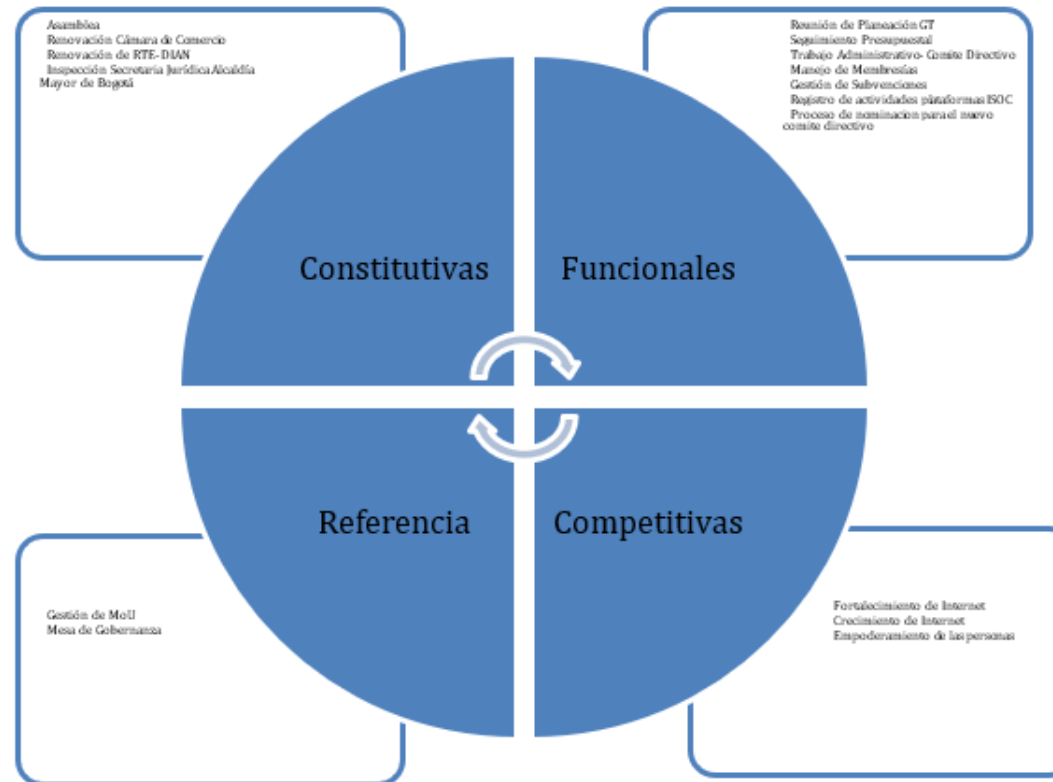 Asamblea
Renovación Cámara de Comercio
Renovación de RTE-DIAN
Inspección Secretaria Jurídica Alcaldía
Mayor de Bogotá
Reunión de Planeación GT
Seguimiento Presupuestal
Trabajo Administrativo- Comite Directivo
Manejo de Membresías
Gestión de Subvenciones
Registro de actividades plataformas ISOC
Proceso de nominacion para el nuevo
comite directivo
Constitutivas
Funcionales
Referencia
Competitivas
Gestión de MoU
Mesa de Gobernanza
Fortalecimiento de Internet
Crecimiento de Internet
Empoderamiento de las personas